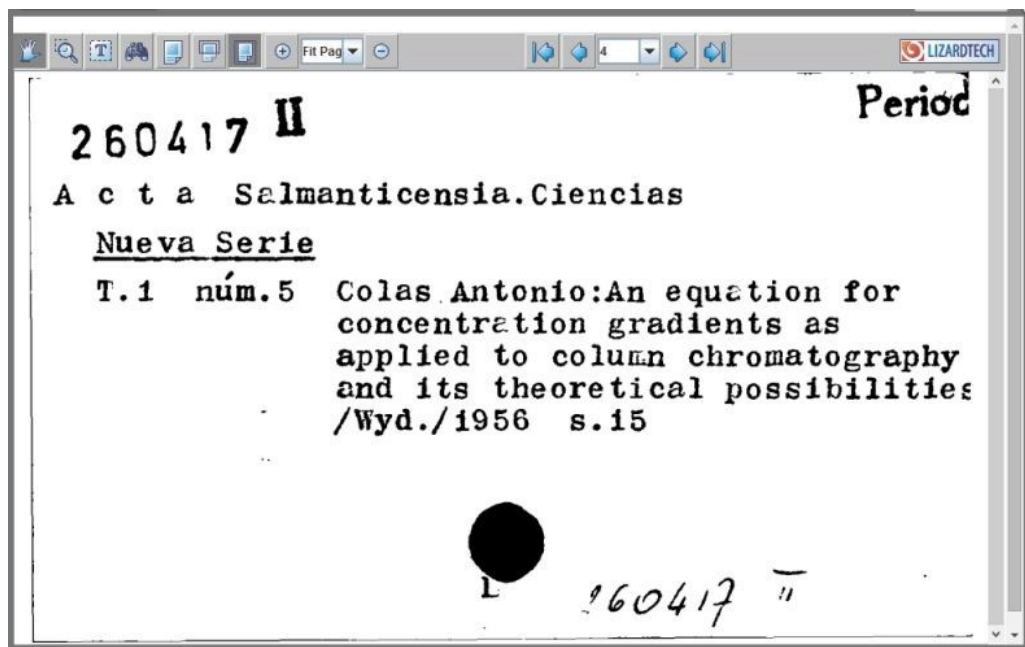 T
Fit Pag
4
LIZARDTECH
Period
260417 II
A c t a Salmanticensia.Ciencias
Nueva Serie
T.1 núm.5 Colas Antonio:An equation for
concentration gradients as
applied to column chromatography
and its theoretical possibilities
/Wyd./1956 s.15
L
260417 II